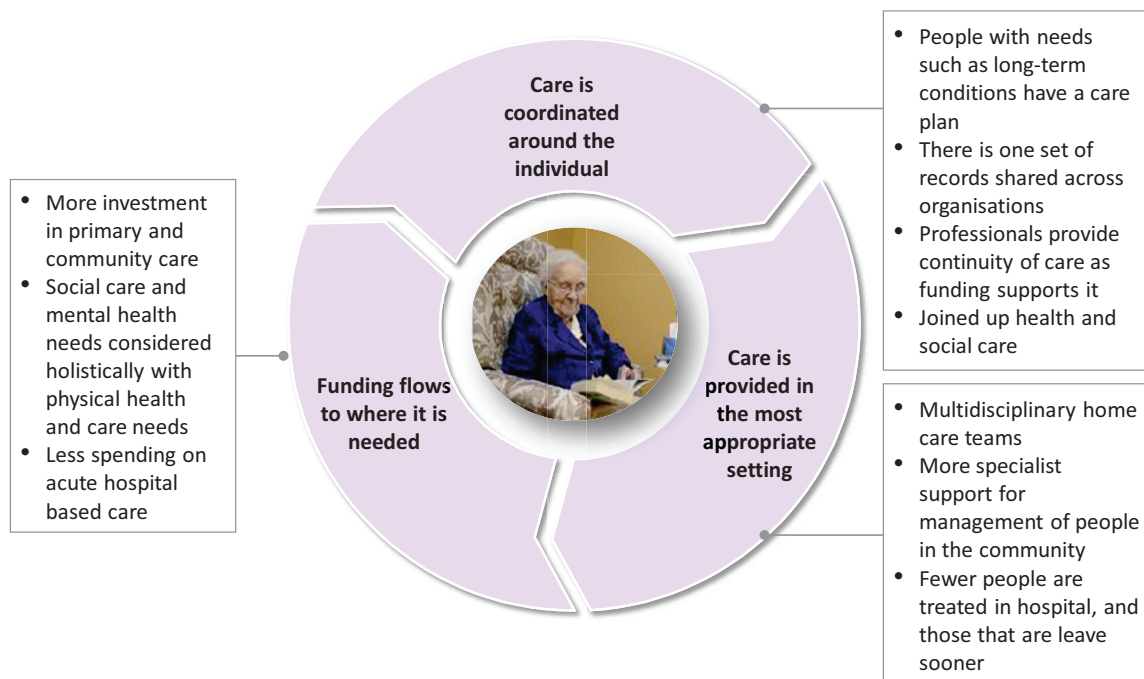 Care is
coordinated
around the
individual
• People with needs
such as long-term
conditions have a care
plan
• There is one set of
records shared across
organisations
• Professionals provide
continuity of care as
funding supports it
• Joined up health and
social care
• More investment
in primary and
community care
• Social care and
mental health
needs considered
holistically with
physical health
and care needs
• Less spending on
acute hospital
based care
Funding flows
to where it is
needed
Care is
provided in
the most
appropriate
setting
• Multidisciplinary home
care teams
• More specialist
support for
management of people
in the community
• Fewer people are
treated in hospital, and
those that are leave
sooner